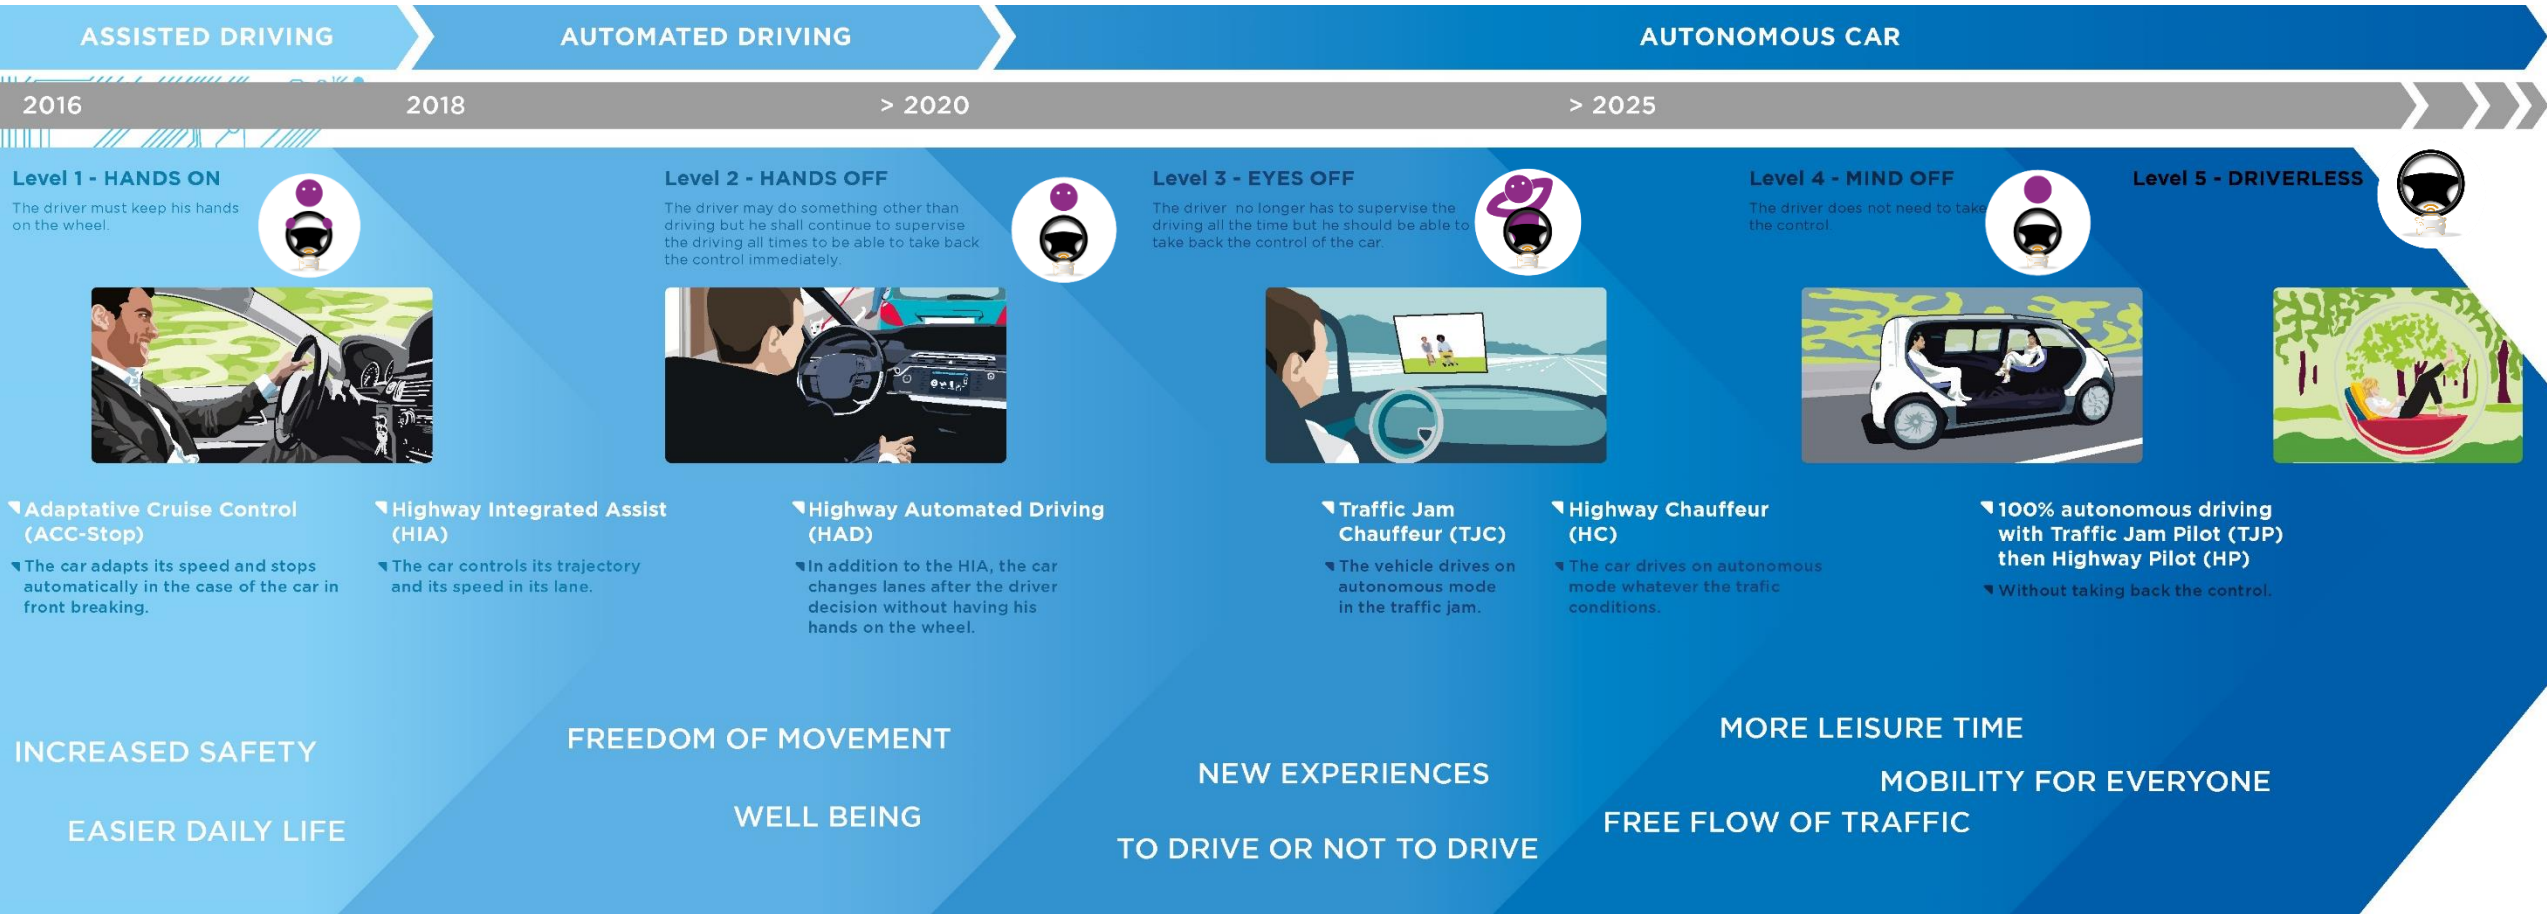 ASSISTED DRIVING
AUTOMATED DRIVING
AUTONOMOUS CAR
2016
2018
> 2020
> 2025
Level 1 - HANDS ON
The driver must keep his hands
on the wheel.
Level 2 - HANDS OFF
The driver may do something other than
driving but he shall continue to supervise
the driving all times to be able to take back
the control immediately.
Level 3 - EYES OFF
The driver no longer has to supervise the
driving all the time but he should be able to
take back the control of the car.
Level 4 - MIND OFF
The driver does not need to take
the control
Level 5 - DRIVERLESS
Adaptative Cruise Control
(ACC-Stop)
The car adapts its speed and stops
automatically in the case of the car in
front breaking.
Highway Integrated Assist
(HIA)
The car controls its trajectory
and its speed in its lane.
Highway Automated Driving
(HAD)
In addition to the HIA, the car
changes lanes after the driver
decision without having his
hands on the wheel.
Traffic Jam
Chauffeur (TJC)
The vehicle drives on
autonomous mode
in the traffic jam.
Highway Chauffeur
(HC)
The car drives on autonomous
mode whatever the trafic
conditions.
100% autonomous driving
with Traffic Jam Pilot (TJP)
then Highway Pilot (HP)
Without taking back the control.
INCREASED SAFETY
EASIER DAILY LIFE
FREEDOM OF MOVEMENT
WELL BEING
NEW EXPERIENCES
TO DRIVE OR NOT TO DRIVE
MORE LEISURE TIME
MOBILITY FOR EVERYONE
FREE FLOW OF TRAFFIC